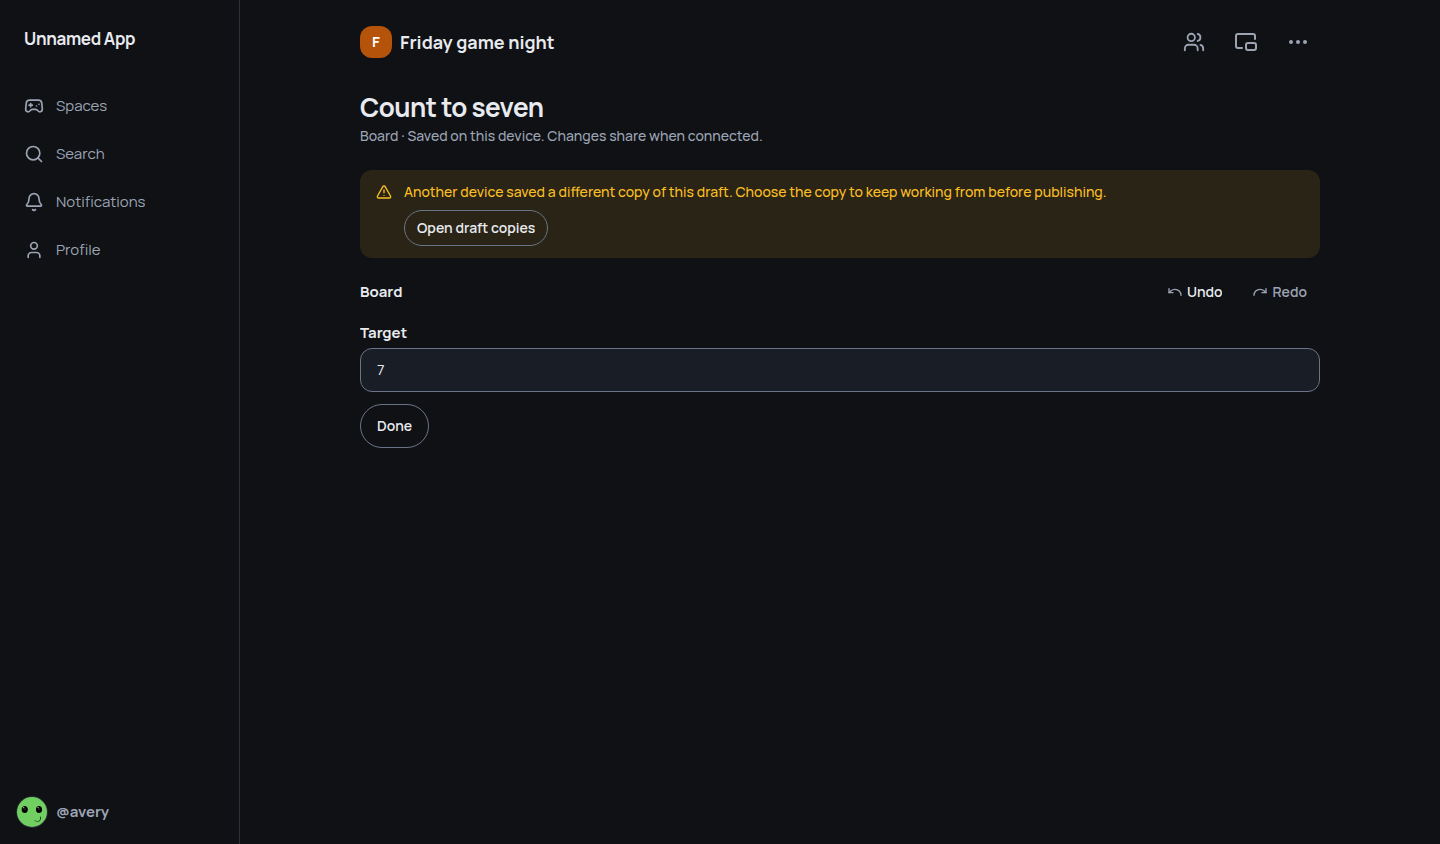 Unnamed App
Spaces
Search
Notifications
Profile
@avery
F Friday game night
Count to seven
Board · Saved on this device. Changes share when connected.
Another device saved a different copy of this draft. Choose the copy to keep working from before publishing.
Open draft copies
Board Undo Redo
Target
7
Done